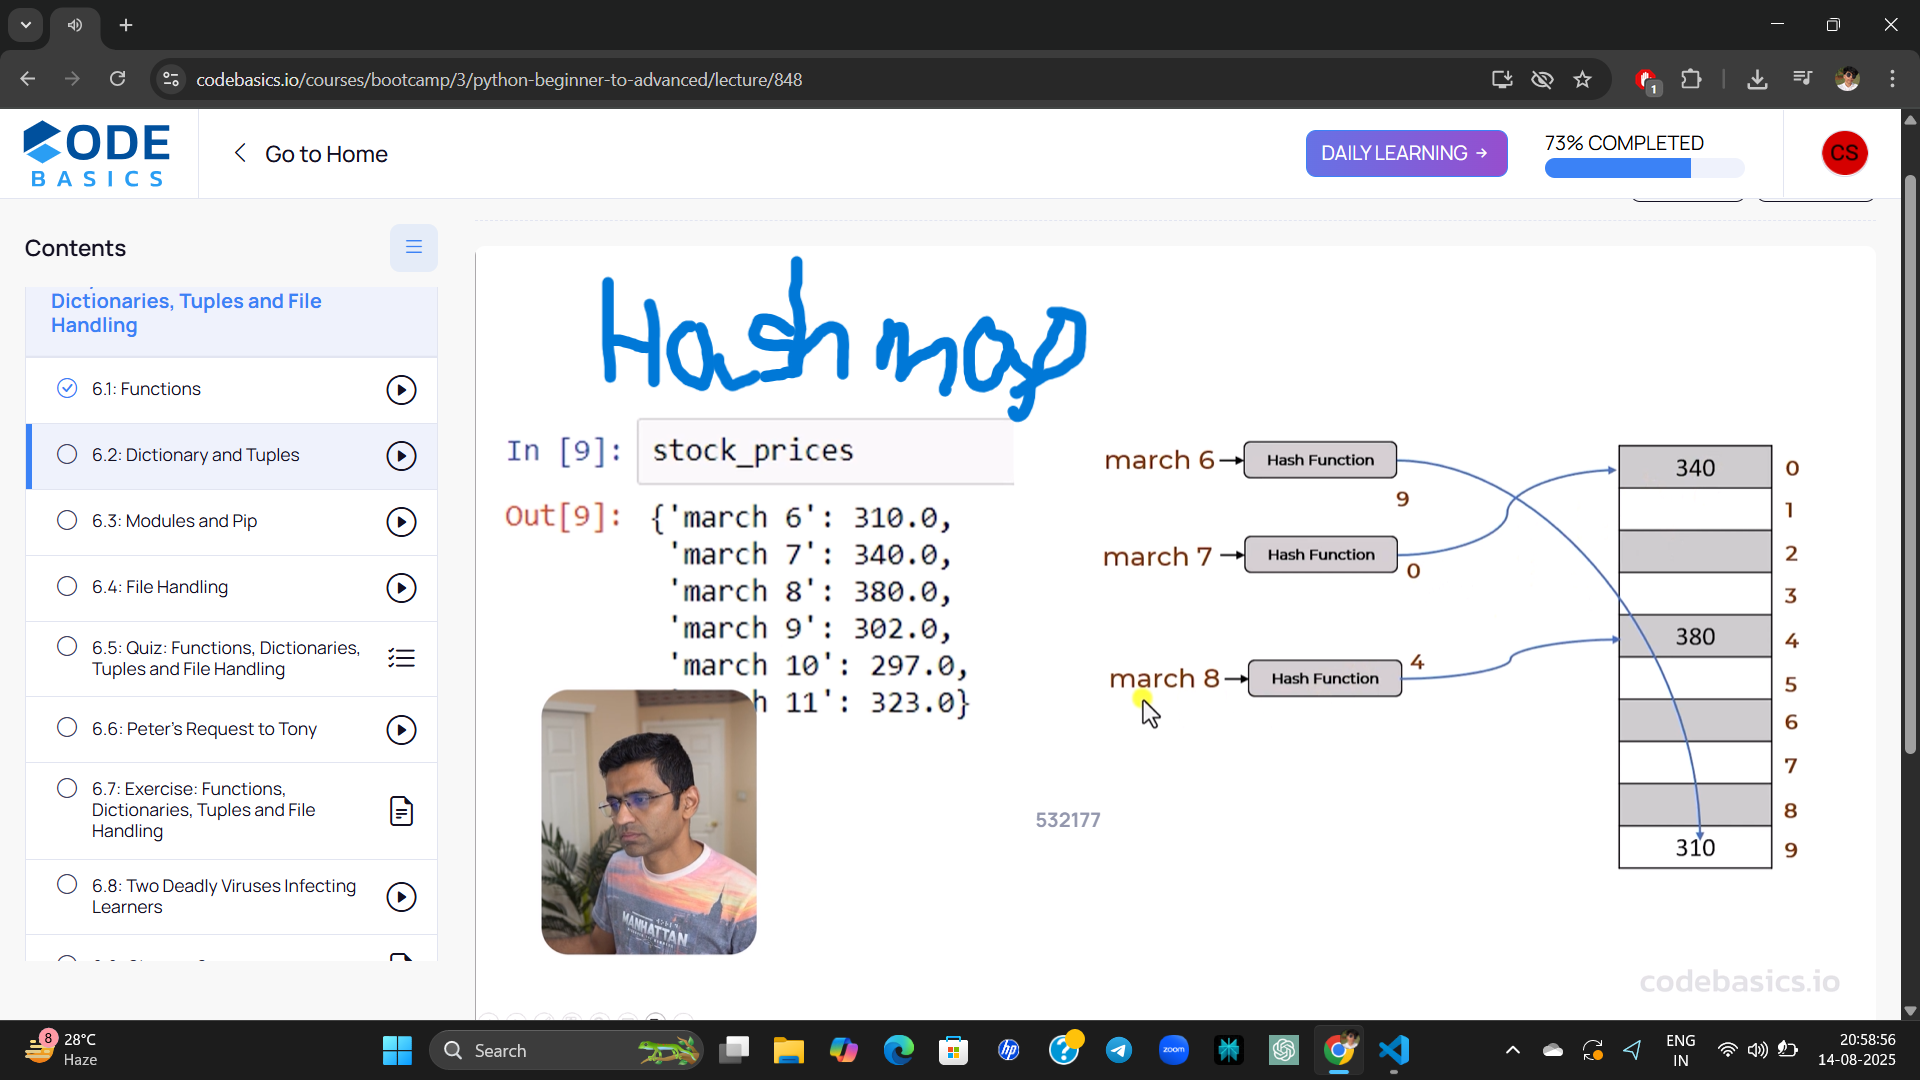 codebasics.io/courses/bootcamp/3/python-beginner-to-advanced/lecture/848
1
CODE
BASICS
Go to Home
DAILY LEARNING →
73% COMPLETED
CS
Contents
Dictionaries, Tuples and File
Handling
6.1: Functions
6.2: Dictionary and Tuples
6.3: Modules and Pip
6.4: File Handling
6.5: Quiz: Functions, Dictionaries,
Tuples and File Handling
6.6: Peter's Request to Tony
6.7: Exercise: Functions,
Dictionaries, Tuples and File
Handling
6.8: Two Deadly Viruses Infecting
Learners
Hashmap
In [9]: stock_prices
Out[9]: {'march 6': 310.0,
'march 7': 340.0,
'march 8': 380.0,
'march 9': 302.0,
'march 10': 297.0,
h 11': 323.0}
march 6
Hash Function
9
march 7
Hash Function
0
march 8
Hash Function
4
340 0
1
2
3
380 4
5
6
7
8
310 9
MANHATTAN
532177
codebasics.io
8
28°C
Haze
Search
hp
zoom
ENG
IN
20:58:56
14-08-2025